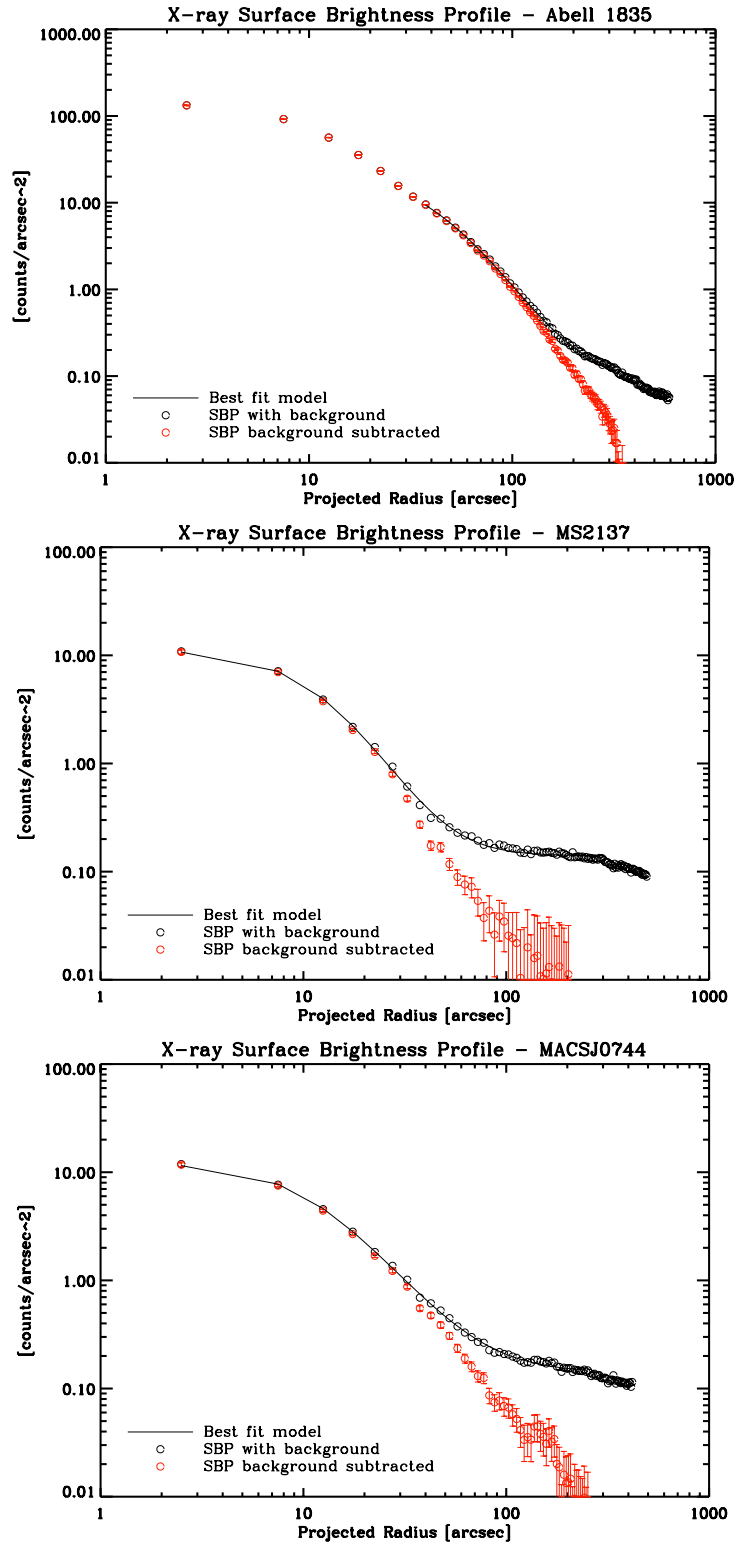 X-ray Surface Brightness Profile - Abell 1835
1000.00
100.00
10.00
1.00
0.10
0.01
[counts/arcsec^2]
Best fit model
SBP with background
SBP background subtracted
1 10 100 1000
Projected Radius [arcsec]
X-ray Surface Brightness Profile - MS2137
100.00
10.00
1.00
0.10
0.01
[counts/arcsec^2]
Best fit model
SBP with background
SBP background subtracted
1 10 100 1000
Projected Radius [arcsec]
X-ray Surface Brightness Profile - MACSJ0744
100.00
10.00
1.00
0.10
0.01
[counts/arcsec^2]
Best fit model
SBP with background
SBP background subtracted
1 10 100 1000
Projected Radius [arcsec]